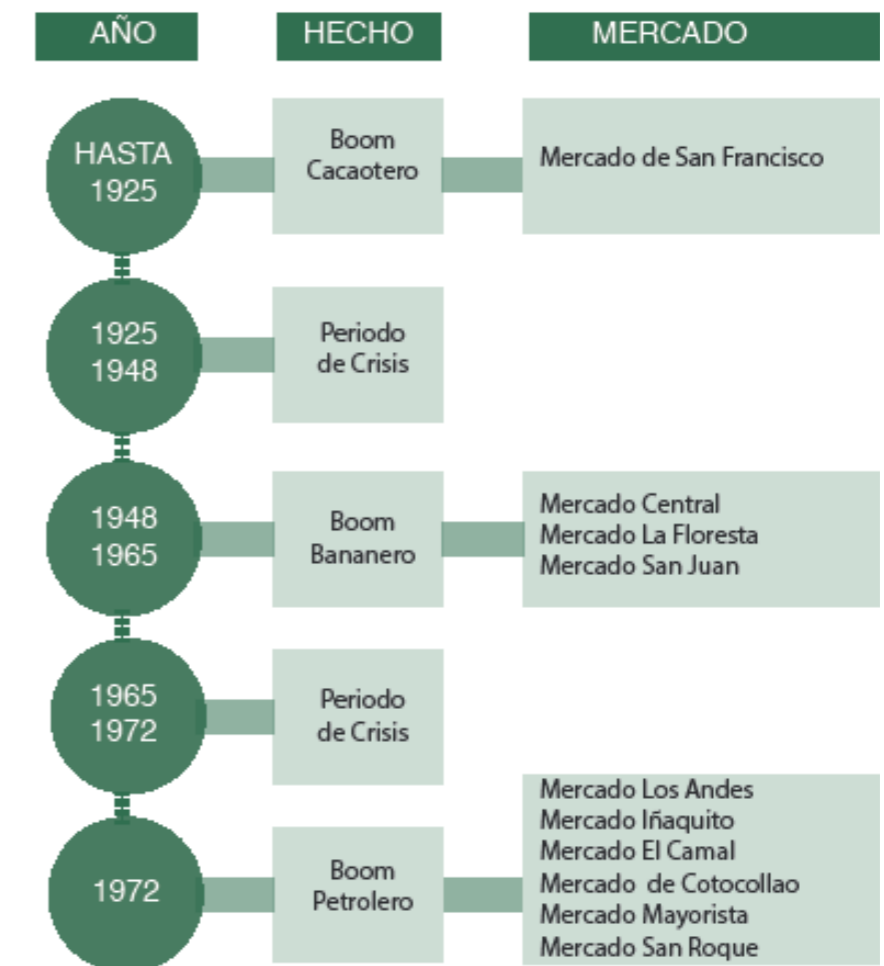 AÑO HECHO MERCADO
HASTA
1925
Boom
Cacaotero
Mercado de San Francisco
1925
1948
Periodo
de Crisis
1948
1965
Boom
Bananero
Mercado Central
Mercado La Floresta
Mercado San Juan
1965
1972
Periodo
de Crisis
1972
Boom
Petrolero
Mercado Los Andes
Mercado Iñaquito
Mercado El Camal
Mercado de Cotocollao
Mercado Mayorista
Mercado San Roque